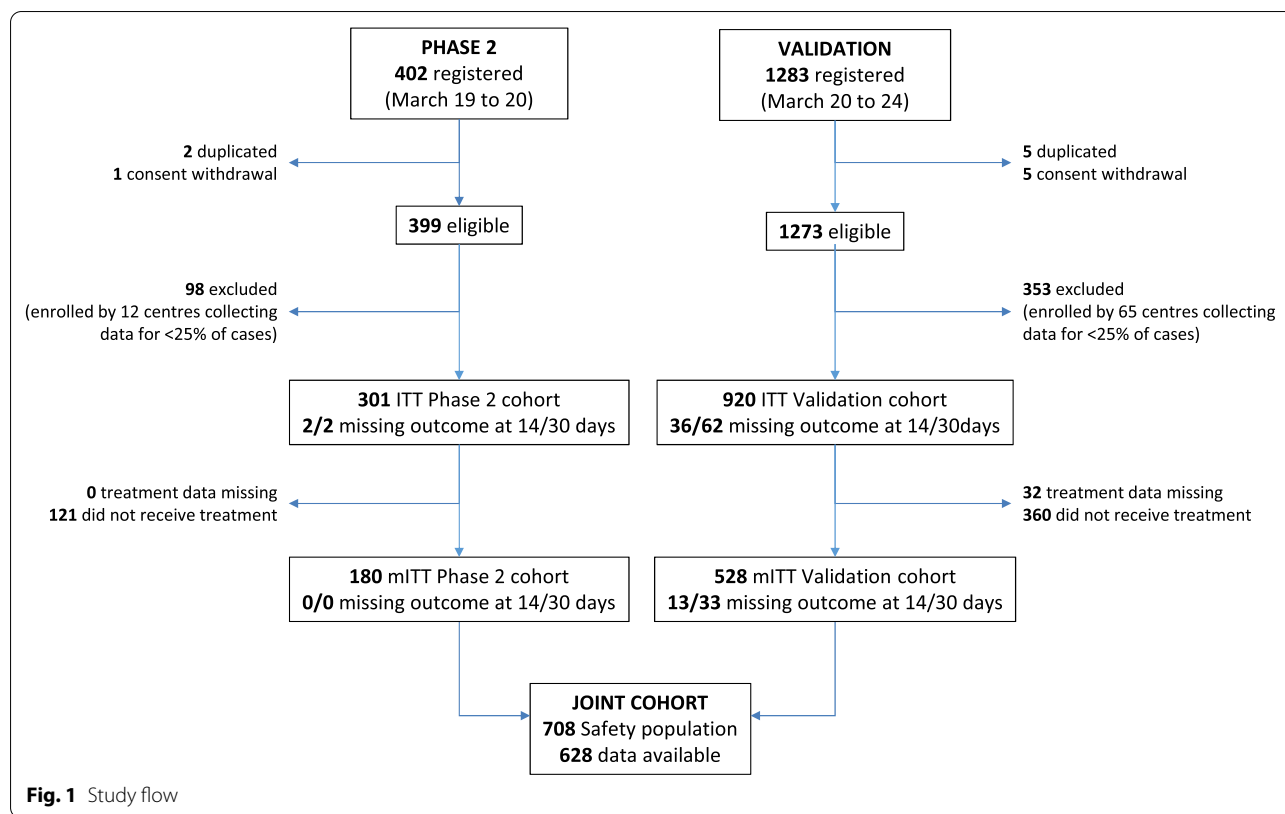 PHASE 2
402 registered
(March 19 to 20)
VALIDATION
1283 registered
(March 20 to 24)
2 duplicated
1 consent withdrawal
5 duplicated
5 consent withdrawal
399 eligible
1273 eligible
98 excluded
(enrolled by 12 centres collecting
data for <25% of cases)
353 excluded
(enrolled by 65 centres collecting
data for <25% of cases)
301 ITT Phase 2 cohort
2/2 missing outcome at 14/30 days
920 ITT Validation cohort
36/62 missing outcome at 14/30days
0 treatment data missing
121 did not receive treatment
32 treatment data missing
360 did not receive treatment
180 mITT Phase 2 cohort
0/0 missing outcome at 14/30 days
528 mITT Validation cohort
13/33 missing outcome at 14/30 days
JOINT COHORT
708 Safety population
628 data available
Fig. 1 Study flow